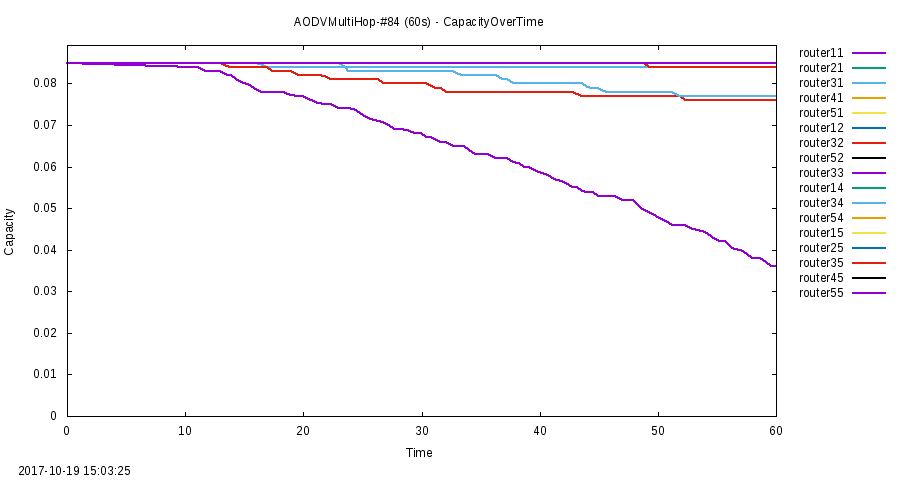 AODVMultiHop-#84 (60s) - CapacityOverTime
router11
router21
router31
router41
router51
router12
router32
router52
router33
router14
router34
router54
router15
router25
router35
router45
router55
0.08
0.07
0.06
0.05
0.04
0.03
0.02
0.01
0
Capacity
0 10 20 30 40 50 60
Time
2017-10-19 15:03:25